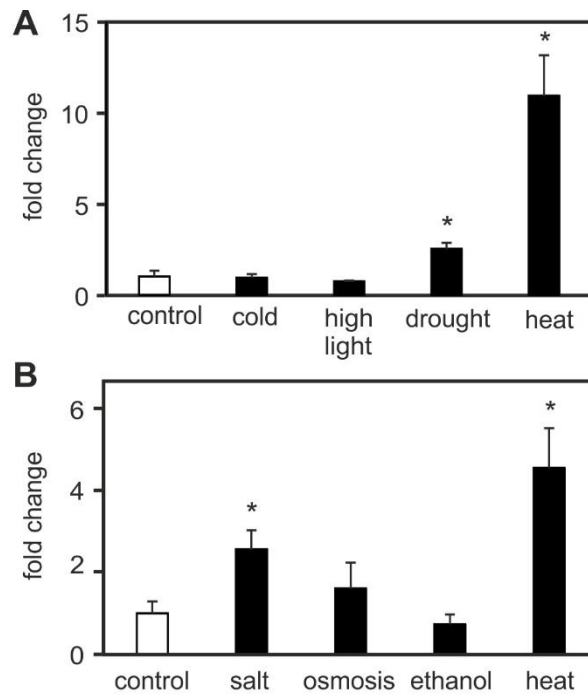 A
fold change
15
10
5
0
*
*
control
cold
high
light
drought
heat
B
fold change
6
4
2
0
*
*
control
salt
osmosis
ethanol
heat